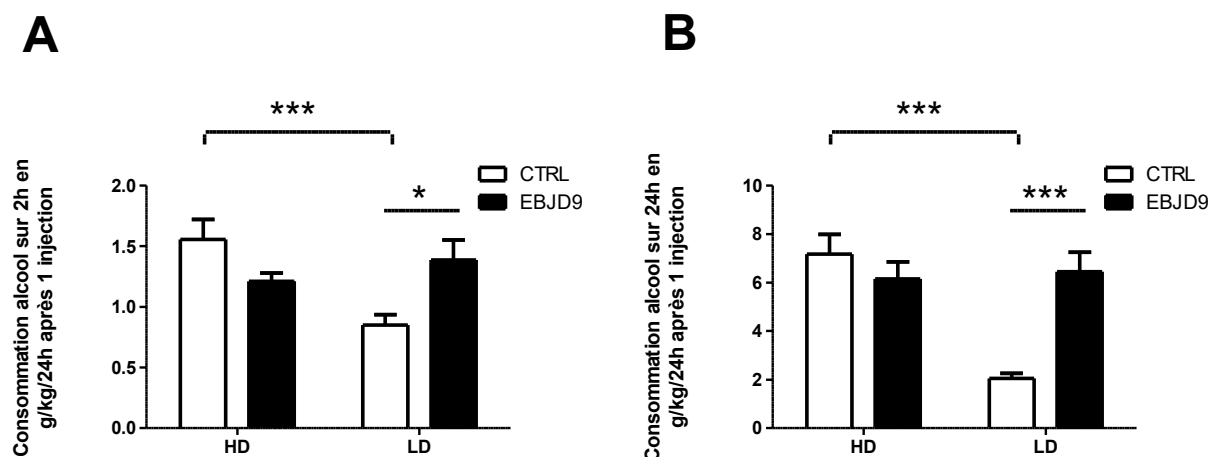 A
***
Consommation alcool sur 2h en
g/kg/24h après 1 injection
CTRL
EBJD9
*
2.0
1.5
1.0
0.5
0.0
HD
LD
B
***
Consommation alcool sur 24h en
g/kg/24h après 1 injection
CTRL
EBJD9
***
10
8
6
4
2
0
HD
LD